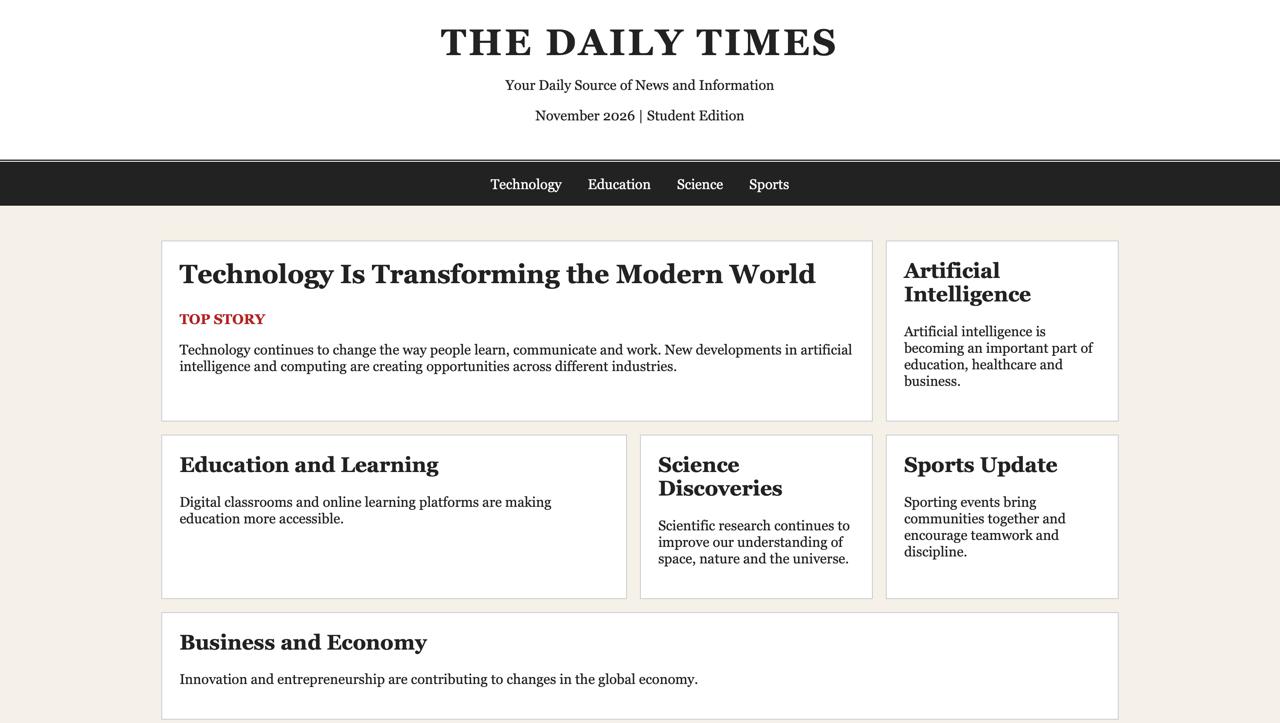 THE DAILY TIMES
Your Daily Source of News and Information
November 2026 | Student Edition
Technology Education Science Sports
Technology Is Transforming the Modern World
TOP STORY
Technology continues to change the way people learn, communicate and work. New developments in artificial
intelligence and computing are creating opportunities across different industries.
Artificial
Intelligence
Artificial intelligence is
becoming an important part of
education, healthcare and
business.
Education and Learning
Digital classrooms and online learning platforms are making
education more accessible.
Science
Discoveries
Scientific research continues to
improve our understanding of
space, nature and the universe.
Sports Update
Sporting events bring
communities together and
encourage teamwork and
discipline.
Business and Economy
Innovation and entrepreneurship are contributing to changes in the global economy.